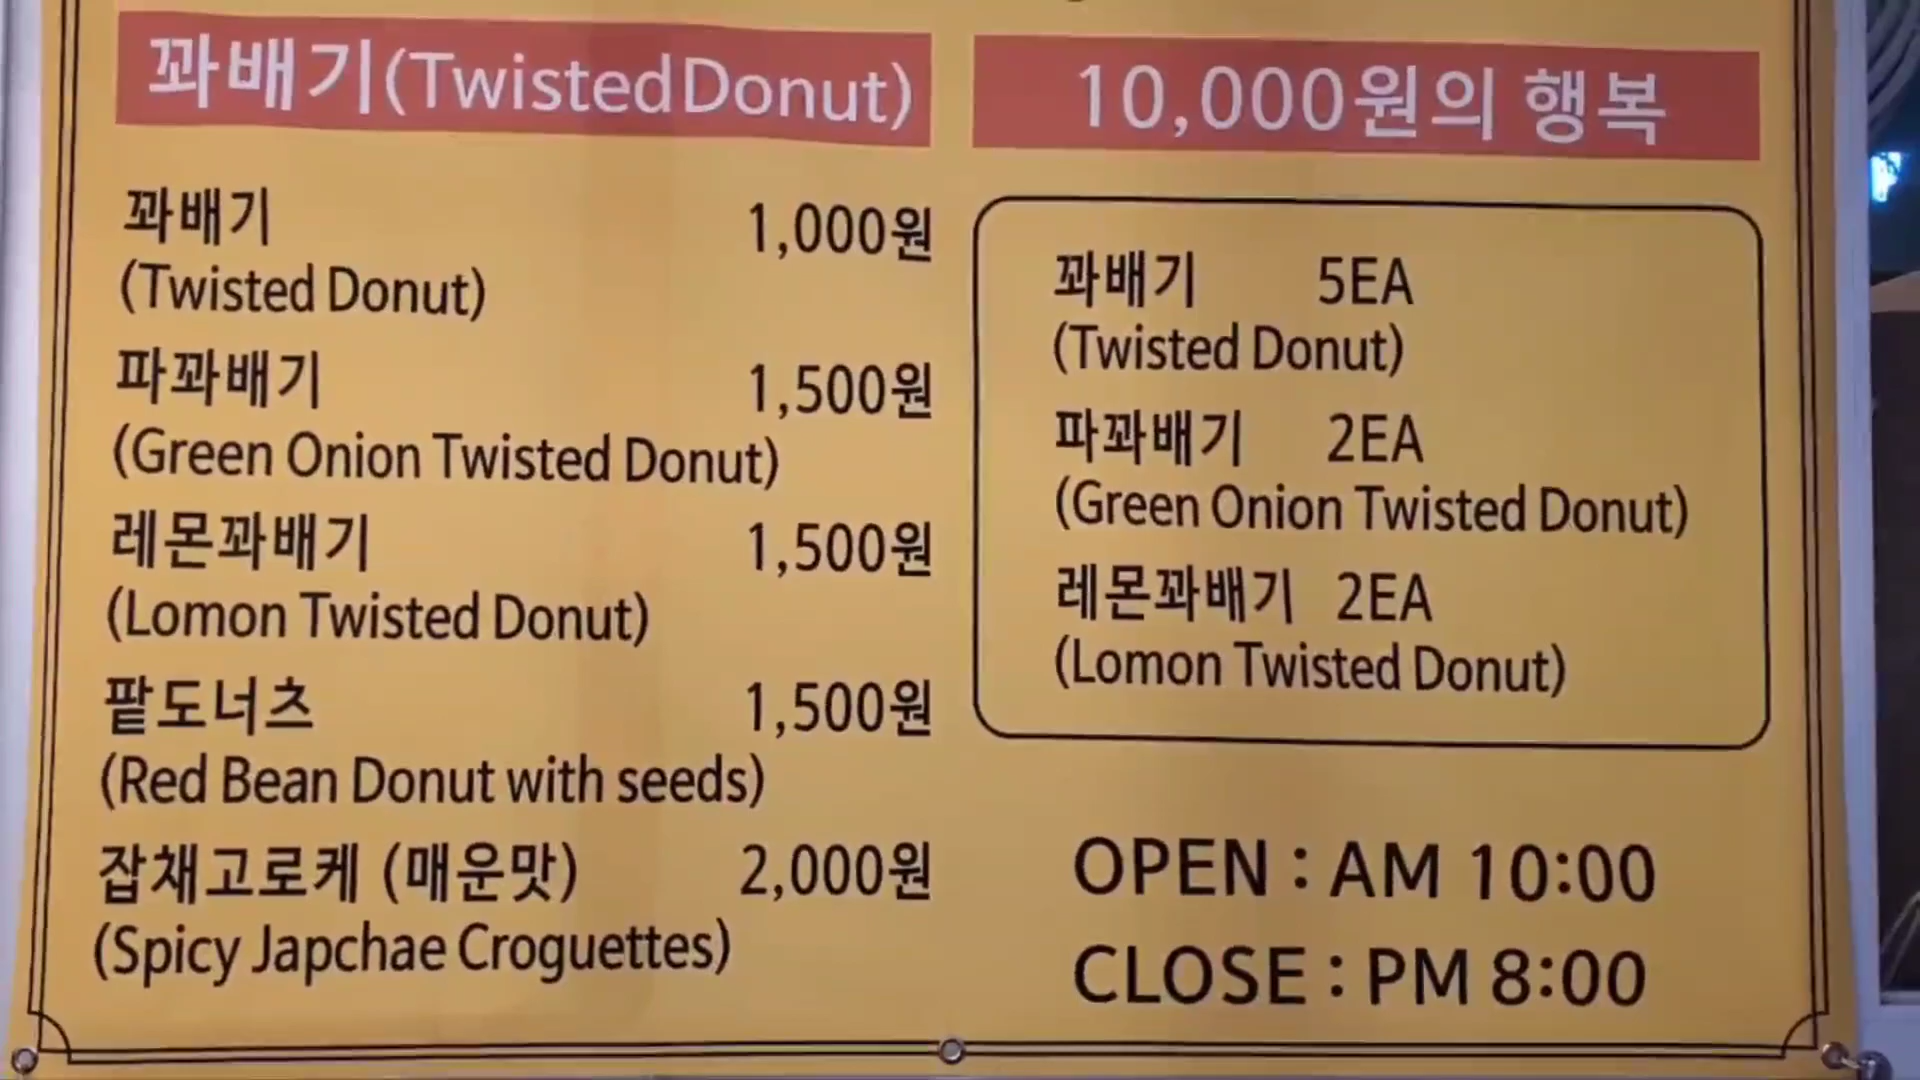 꽈배기(Twisted Donut)
꽈배기 1,000원
(Twisted Donut)
파꽈배기 1,500원
(Green Onion Twisted Donut)
레몬꽈배기 1,500원
(Lomon Twisted Donut)
팥도너츠 1,500원
(Red Bean Donut with seeds)
잡채고로케 (매운맛) 2,000원
(Spicy Japchae Croguettes)
10,000원의 행복
꽈배기 5EA
(Twisted Donut)
파꽈배기 2EA
(Green Onion Twisted Donut)
레몬꽈배기 2EA
(Lomon Twisted Donut)
OPEN : AM 10:00
CLOSE : PM 8:00